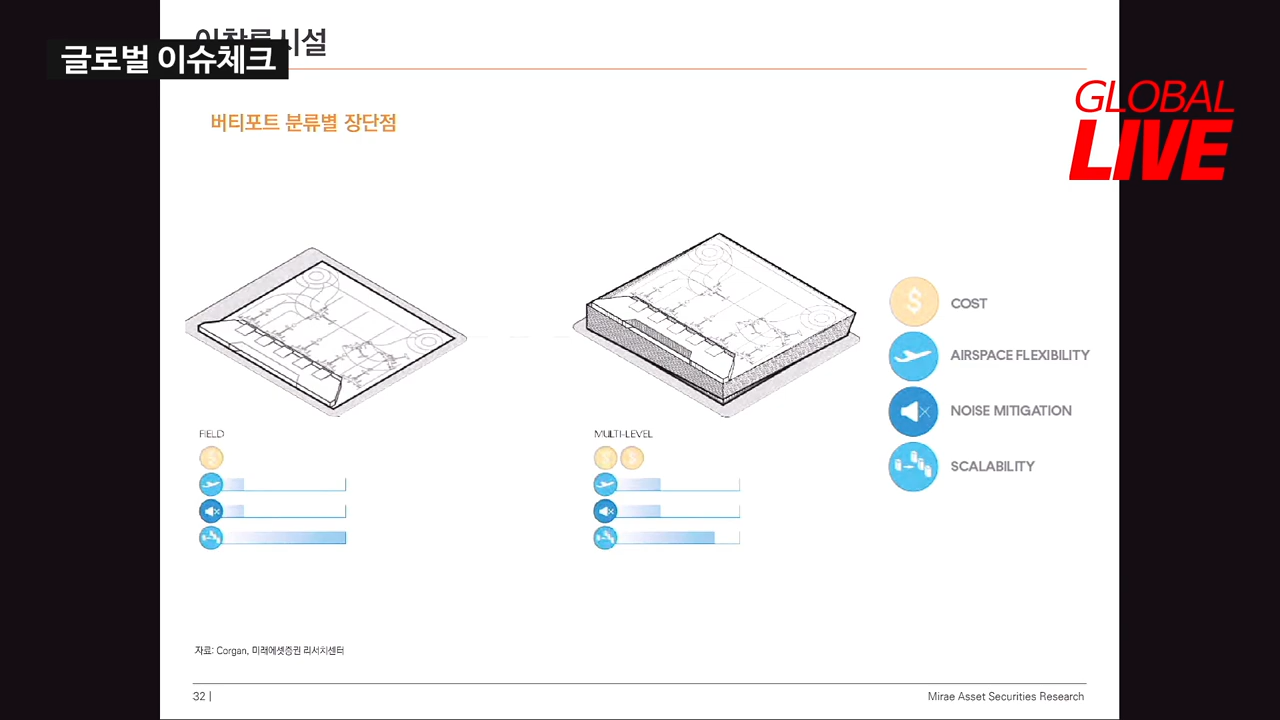 글로벌 이슈체크
시설
GLOBAL
LIVE
버티포트 분류별 장단점
COST
AIRSPACE FLEXIBILITY
NOISE MITIGATION
SCALABILITY
FIELD
MULTI-LEVEL
자료: Corgan, 미래에셋증권 리서치센터
32 |
Mirae Asset Securities Research